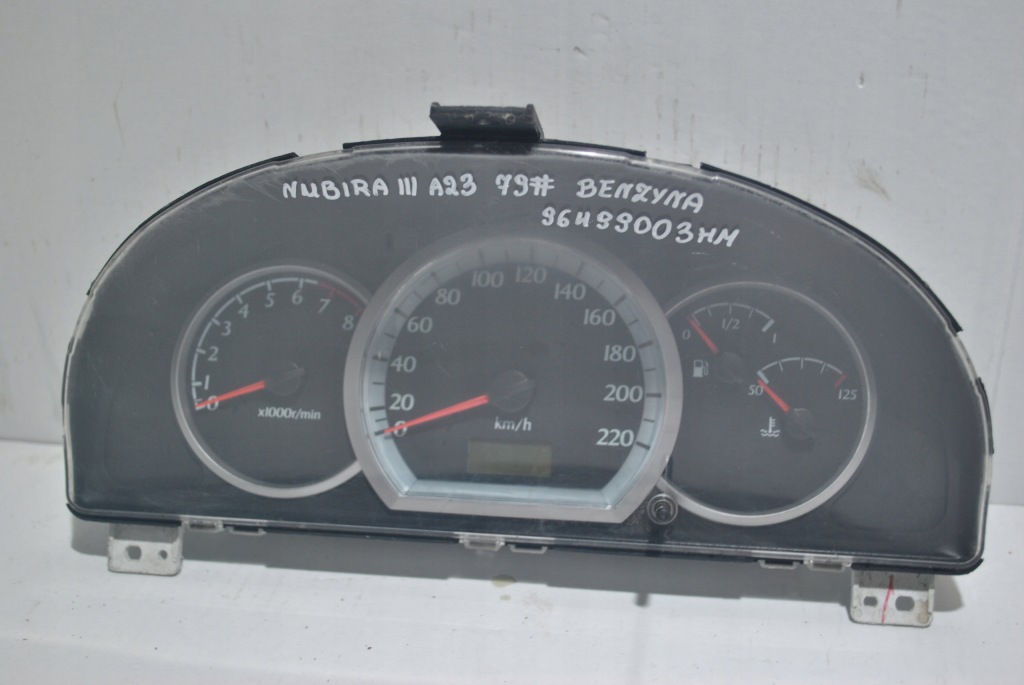 NUBIRA III A23 79# BENZYNA
96499003HM
0 1 2 3 4 5 6 7 8
x1000r/min
0 20 40 60 80 100 120 140 160 180 200 220
km/h
0 1/2 1
50 125